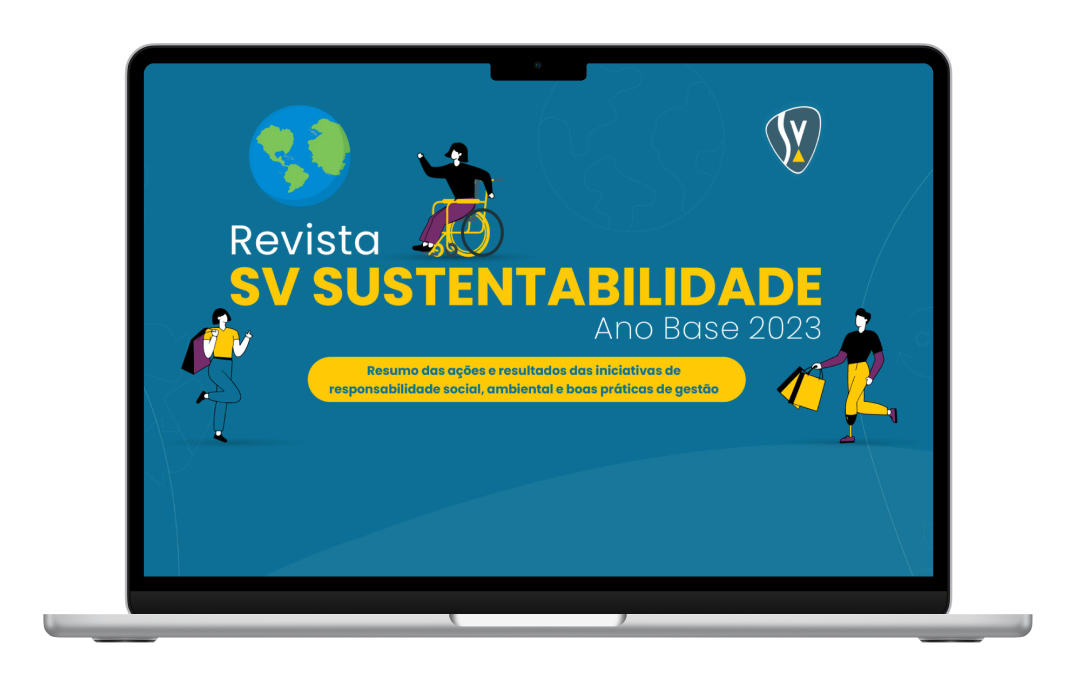 SV
Revista
SV SUSTENTABILIDADE
Ano Base 2023
Resumo das ações e resultados das iniciativas de
responsabilidade social, ambiental e boas práticas de gestão